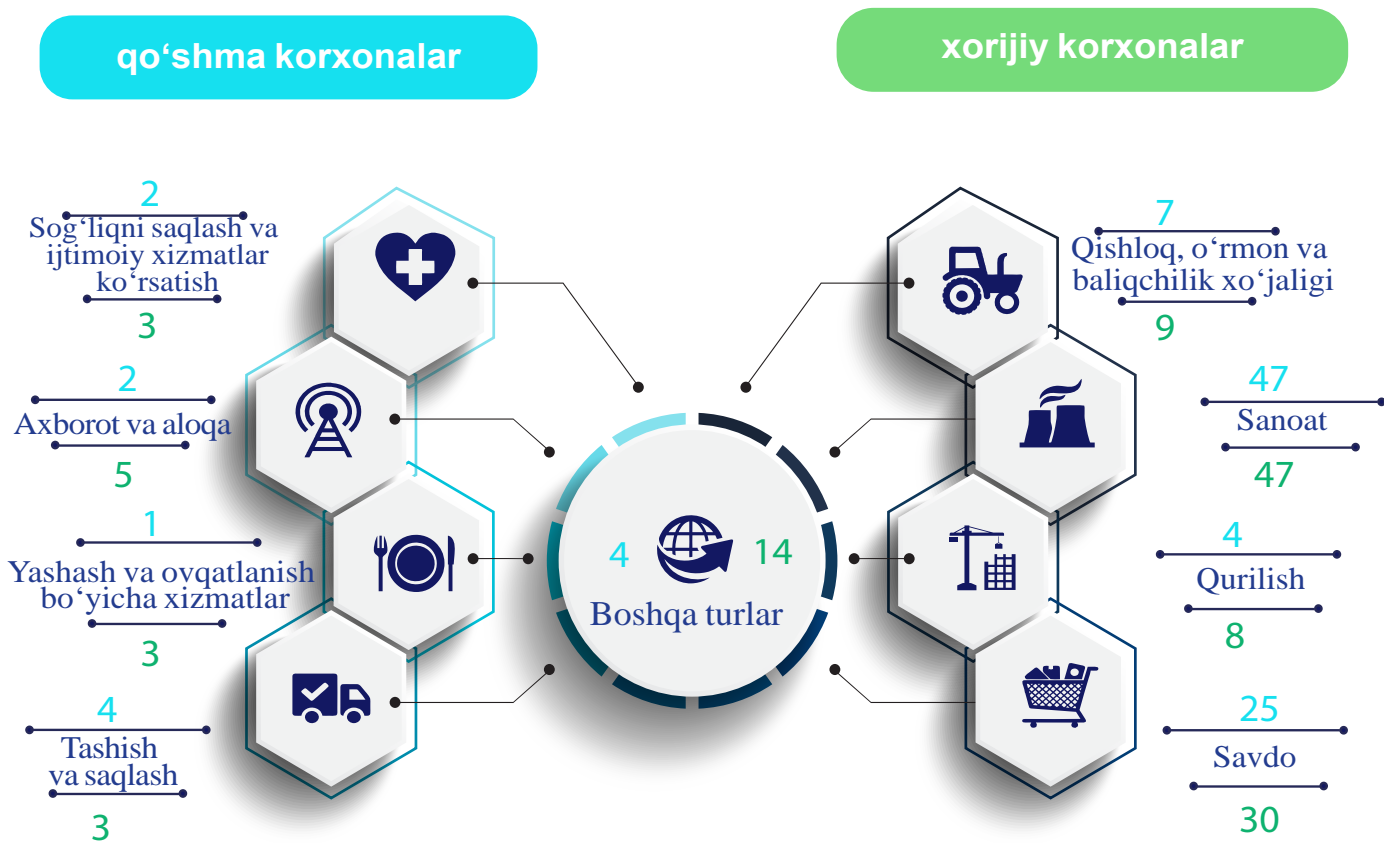 qo‘shma korxonalar
xorijiy korxonalar
2
Sog‘liqni saqlash va
ijtimoiy xizmatlar
ko‘rsatish
3
2
Axborot va aloqa
5
1
Yashash va ovqatlanish
bo‘yicha xizmatlar
3
4
Tashish
va saqlash
3
4
14
Boshqa turlar
7
Qishloq, o‘rmon va
baliqchilik xo‘jaligi
9
47
Sanoat
47
4
Qurilish
8
25
Savdo
30